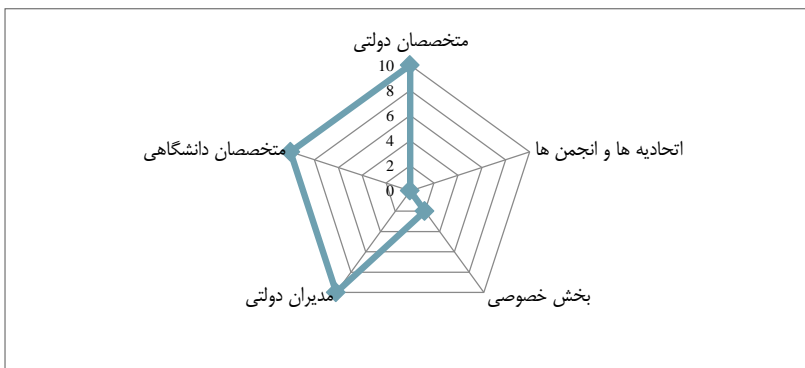 متخصصان دولتی
10
8
6
4
2
0
اتحادیه ها و انجمن ها
متخصصان دانشگاهی
مدیران دولتی
بخش خصوصی